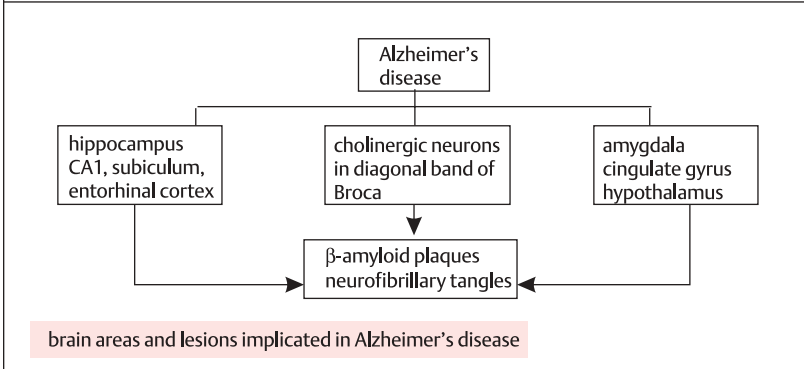 Alzheimer's
disease
hippocampus
CA1, subiculum,
entorhinal cortex
cholinergic neurons
in diagonal band of
Broca
amygdala
cingulate gyrus
hypothalamus
β-amyloid plaques
neurofibrillary tangles
brain areas and lesions implicated in Alzheimer's disease